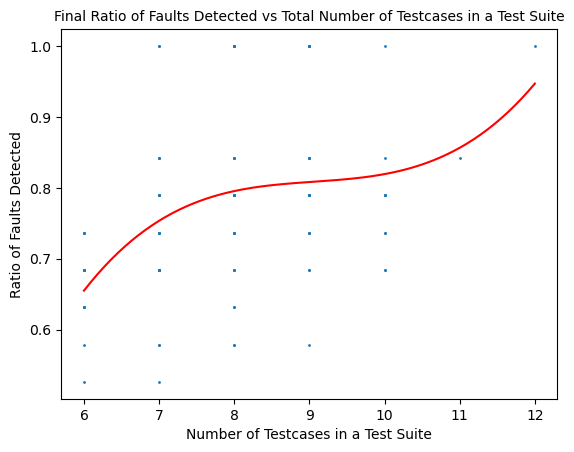 Final Ratio of Faults Detected vs Total Number of Testcases in a Test Suite
1.0
0.9
0.8
0.7
0.6
Ratio of Faults Detected
6 7 8 9 10 11 12
Number of Testcases in a Test Suite